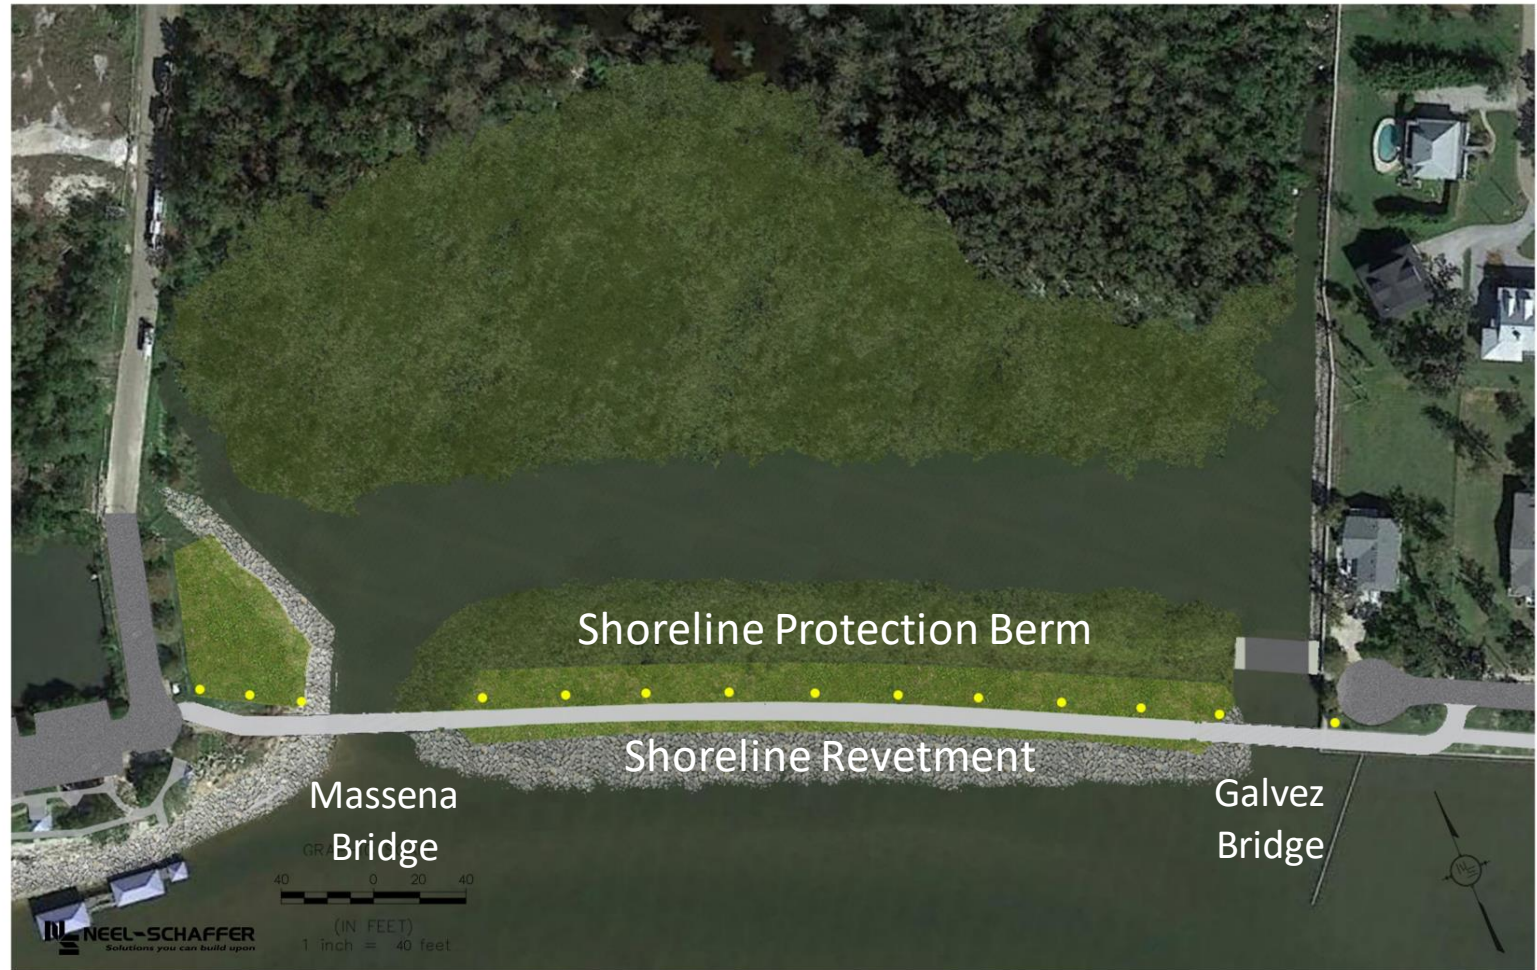 Shoreline Protection Berm
Shoreline Revetment
Massena
Bridge
Galvez
Bridge
GRA
40 0 20 40
(IN FEET)
1 inch = 40 feet
NEEL-SCHAFFER
Solutions you can build upon